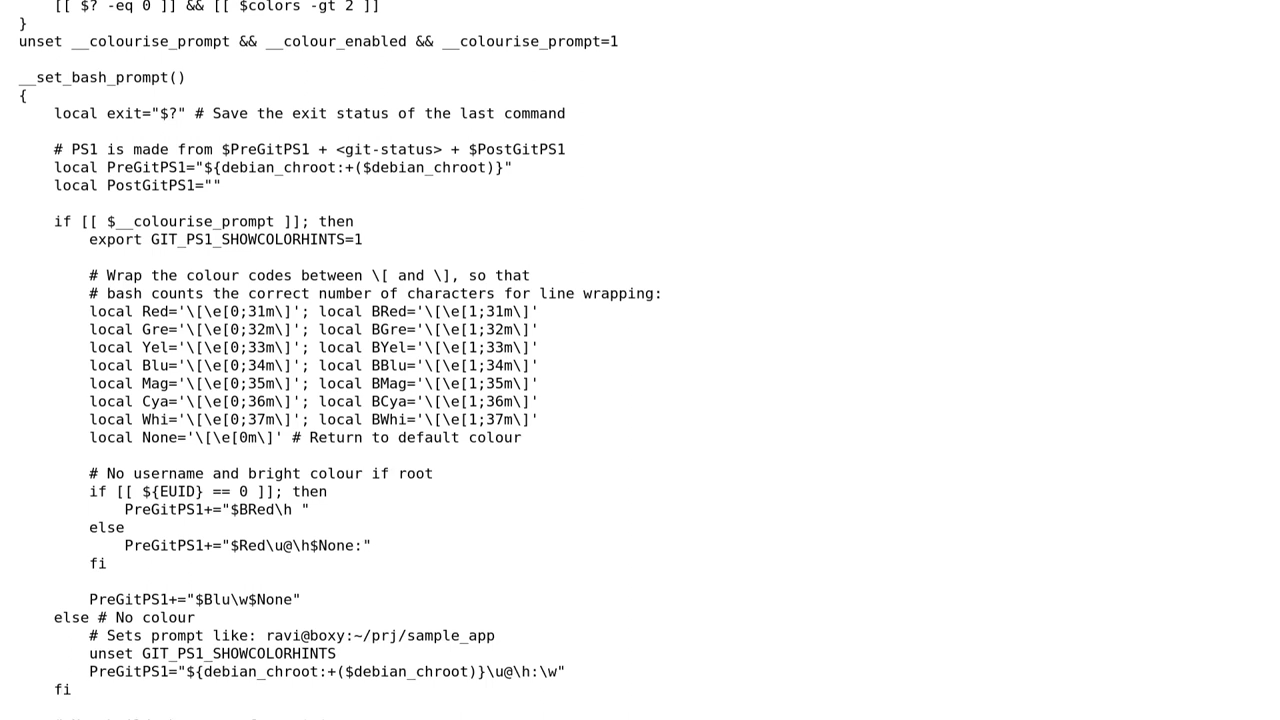 [[ $? -eq 0 ]] && [[ $colors -gt 2 ]]
}
unset __colourise_prompt && __colour_enabled && __colourise_prompt=1

__set_bash_prompt()
{
    local exit="$?" # Save the exit status of the last command

    # PS1 is made from $PreGitPS1 + <git-status> + $PostGitPS1
    local PreGitPS1="${debian_chroot:+($debian_chroot)}"
    local PostGitPS1=""

    if [[ $__colourise_prompt ]]; then
        export GIT_PS1_SHOWCOLORHINTS=1

        # Wrap the colour codes between \[ and \], so that
        # bash counts the correct number of characters for line wrapping:
        local Red='\[\e[0;31m\]'; local BRed='\[\e[1;31m\]'
        local Gre='\[\e[0;32m\]'; local BGre='\[\e[1;32m\]'
        local Yel='\[\e[0;33m\]'; local BYel='\[\e[1;33m\]'
        local Blu='\[\e[0;34m\]'; local BBlu='\[\e[1;34m\]'
        local Mag='\[\e[0;35m\]'; local BMag='\[\e[1;35m\]'
        local Cya='\[\e[0;36m\]'; local BCya='\[\e[1;36m\]'
        local Whi='\[\e[0;37m\]'; local BWhi='\[\e[1;37m\]'
        local None='\[\e[0m\]' # Return to default colour

        # No username and bright colour if root
        if [[ ${EUID} == 0 ]]; then
            PreGitPS1+="$BRed\h "
        else
            PreGitPS1+="$Red\u@\h$None:"
        fi

        PreGitPS1+="$Blu\w$None"
    else # No colour
        # Sets prompt like: ravi@boxy:~/prj/sample_app
        unset GIT_PS1_SHOWCOLORHINTS
        PreGitPS1="${debian_chroot:+($debian_chroot)}\u@\h:\w"
    fi